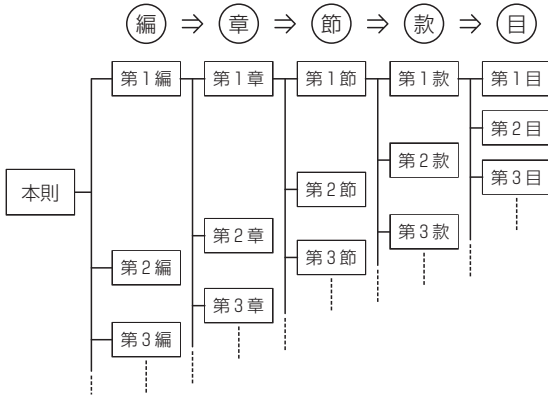 編 ⇒ 章 ⇒ 節 ⇒ 款 ⇒ 目
第1編 第1章 第1節 第1款 第1目
第2目
第2款
第3目
本則
第2節
第3款
第2章
第3節
第2編
第3章
第3編